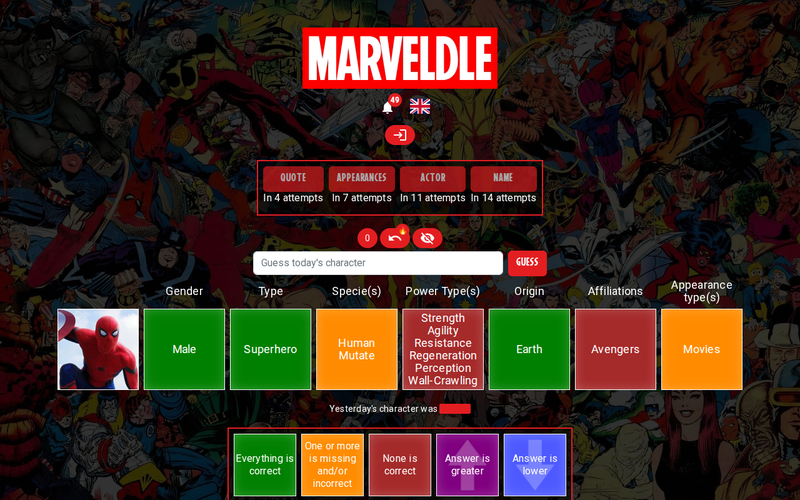 MARVELDLE
49
QUOTE APPEARANCES ACTOR NAME
In 4 attempts In 7 attempts In 11 attempts In 14 attempts
0
Guess today's character GUESS
Gender Type Specie(s) Power Type(s) Origin Affiliations Appearance type(s)
Male
Superhero
Human
Mutate
Strength
Agility
Resistance
Regeneration
Perception
Wall-Crawling
Earth
Avengers
Movies
Yesterday's character was
Everything is
correct
One or more
is missing
and/or
incorrect
None is
correct
Answer is
greater
Answer is
lower